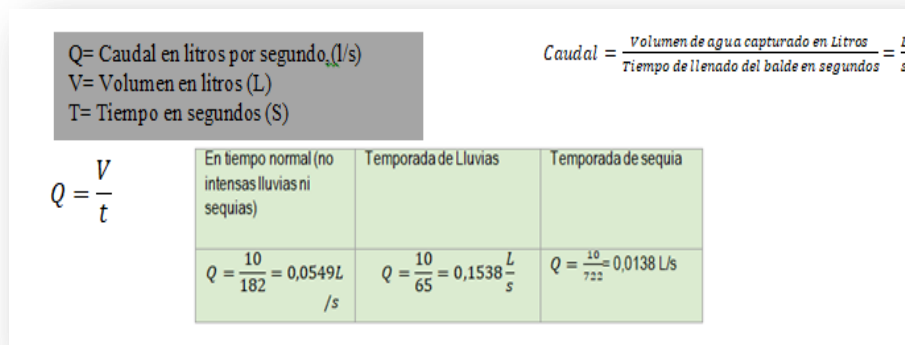 Q= Caudal en litros por segundo,(l/s)
V= Volumen en litros (L)
T= Tiempo en segundos (S)
Caudal = Volumen de agua capturado en Litros / Tiempo de llenado del balde en segundos =
Q = V / t
En tiempo normal (no
intensas lluvias ni
sequias)
Temporada de Lluvias
Temporada de sequia
Q = 10 / 182 = 0,0549L
/s
Q = 10 / 65 = 0,1538 L / s
Q = 10 / 722 = 0,0138 L/s